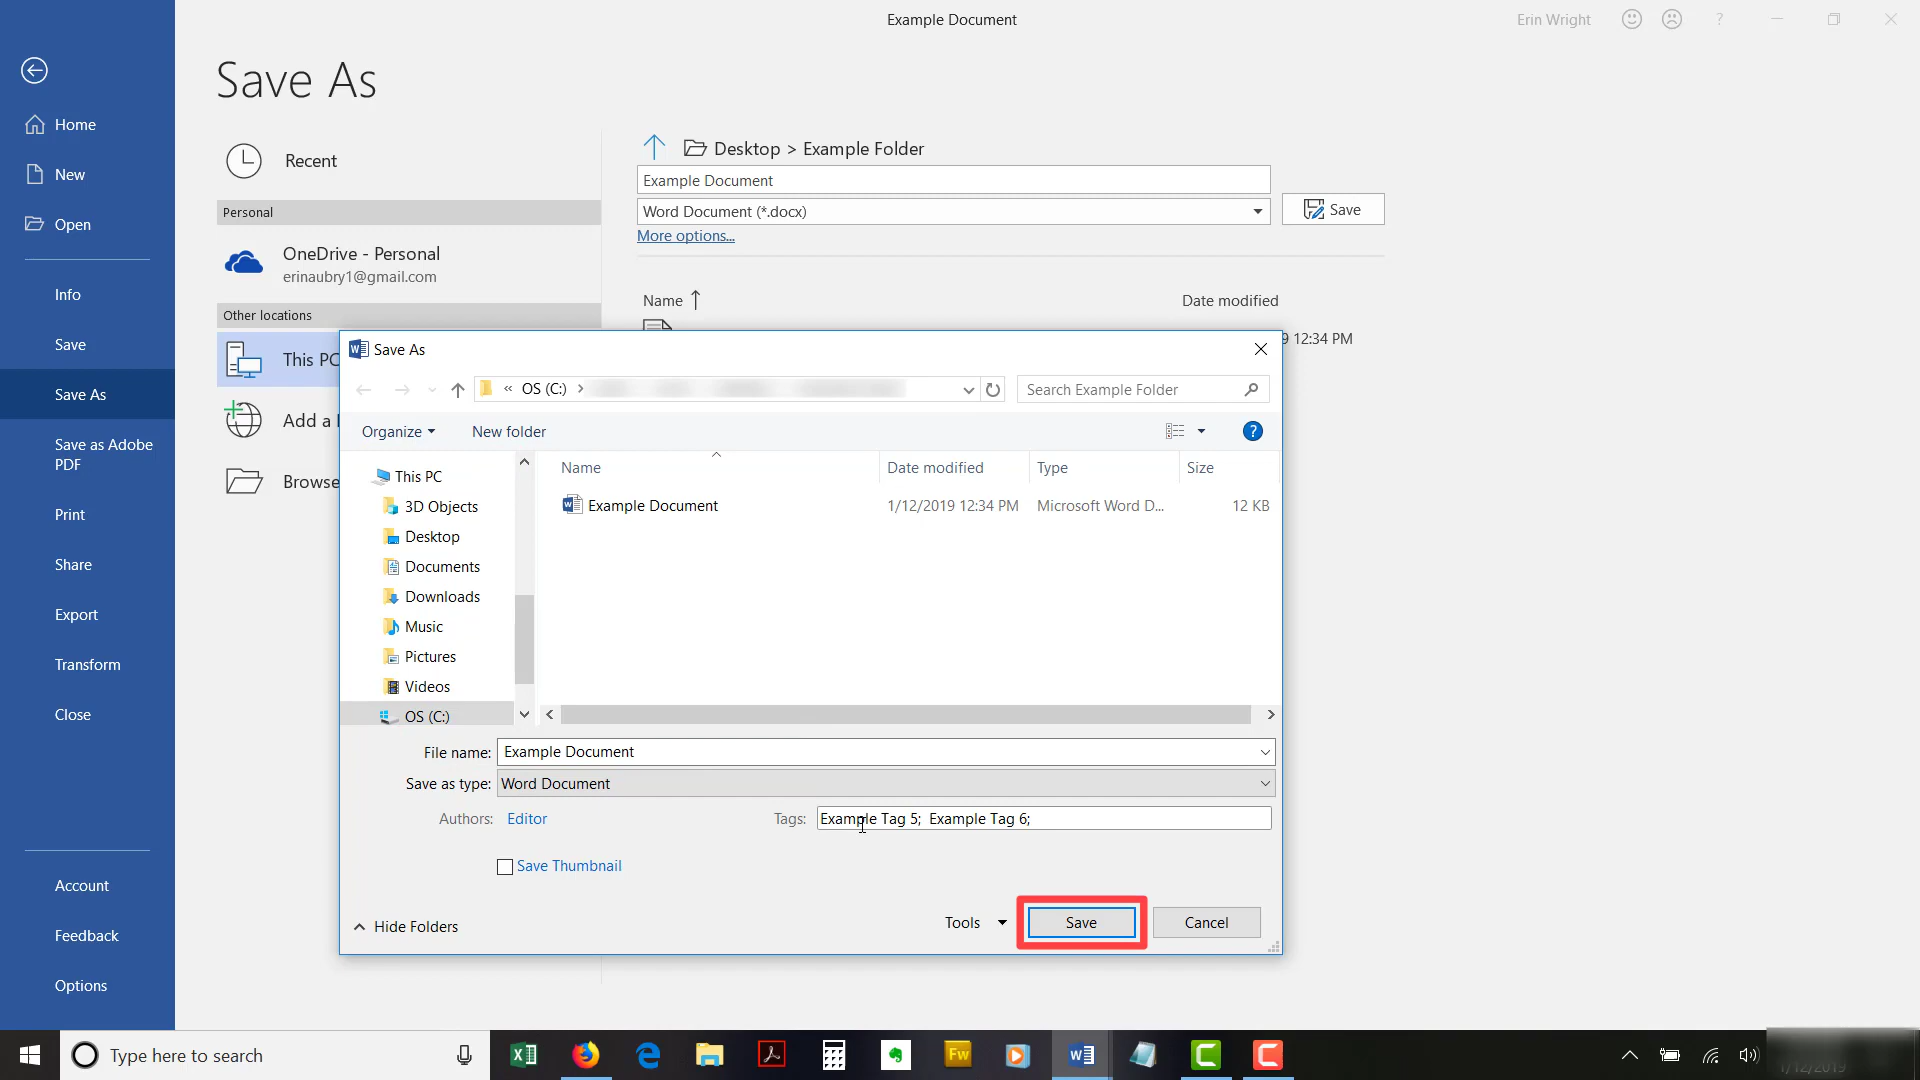 Example Document
Erin Wright
?
Save As
Home
New
Open
Info
Save
Save As
Save as Adobe
PDF
Print
Share
Export
Transform
Close
Account
Feedback
Options
Recent
Personal
OneDrive - Personal
erinaubry1@gmail.com
Other locations
This PC
Add a
Browse
Desktop > Example Folder
Example Document
Word Document (*.docx)
Save
More options...
Name
Date modified
12:34 PM
Save As
« OS (C:) >
Search Example Folder
Organize
New folder
?
This PC
3D Objects
Desktop
Documents
Downloads
Music
Pictures
Videos
OS (C:)
Name Date modified Type Size
Example Document 1/12/2019 12:34 PM Microsoft Word D... 12 KB
File name: Example Document
Save as type: Word Document
Authors: Editor
Tags: Example Tag 5; Example Tag 6;
Save Thumbnail
Hide Folders
Tools
Save
Cancel
Type here to search
Fw
1/12/2019